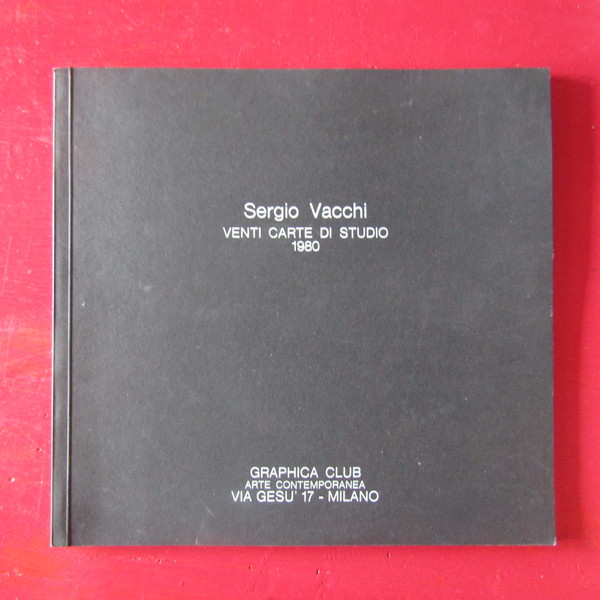 Sergio Vacchi
VENTI CARTE DI STUDIO
1980
GRAPHICA CLUB
ARTE CONTEMPORANEA
VIA GESU' 17 - MILANO